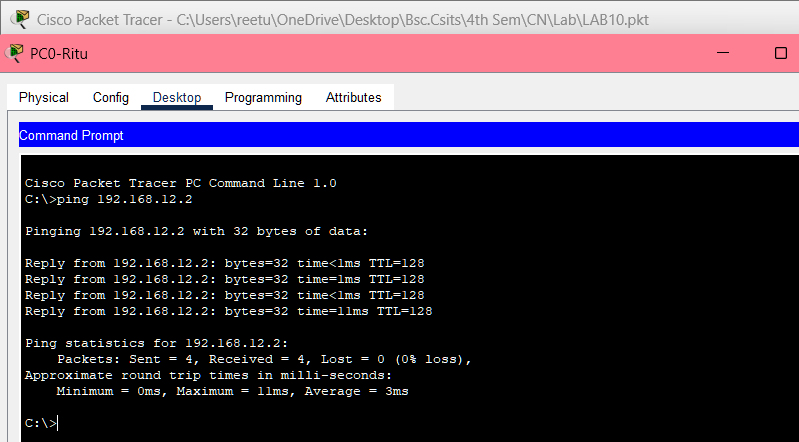 Cisco Packet Tracer - C:\Users\reetu\OneDrive\Desktop\Bsc.Csits\4th Sem\CN\Lab\LAB10.pkt
PC0-Ritu
Physical Config Desktop Programming Attributes
Command Prompt
Cisco Packet Tracer PC Command Line 1.0
C:\>ping 192.168.12.2
Pinging 192.168.12.2 with 32 bytes of data:
Reply from 192.168.12.2: bytes=32 time<1ms TTL=128
Reply from 192.168.12.2: bytes=32 time=1ms TTL=128
Reply from 192.168.12.2: bytes=32 time<1ms TTL=128
Reply from 192.168.12.2: bytes=32 time=11ms TTL=128
Ping statistics for 192.168.12.2:
Packets: Sent = 4, Received = 4, Lost = 0 (0% loss),
Approximate round trip times in milli-seconds:
Minimum = 0ms, Maximum = 11ms, Average = 3ms
C:\>